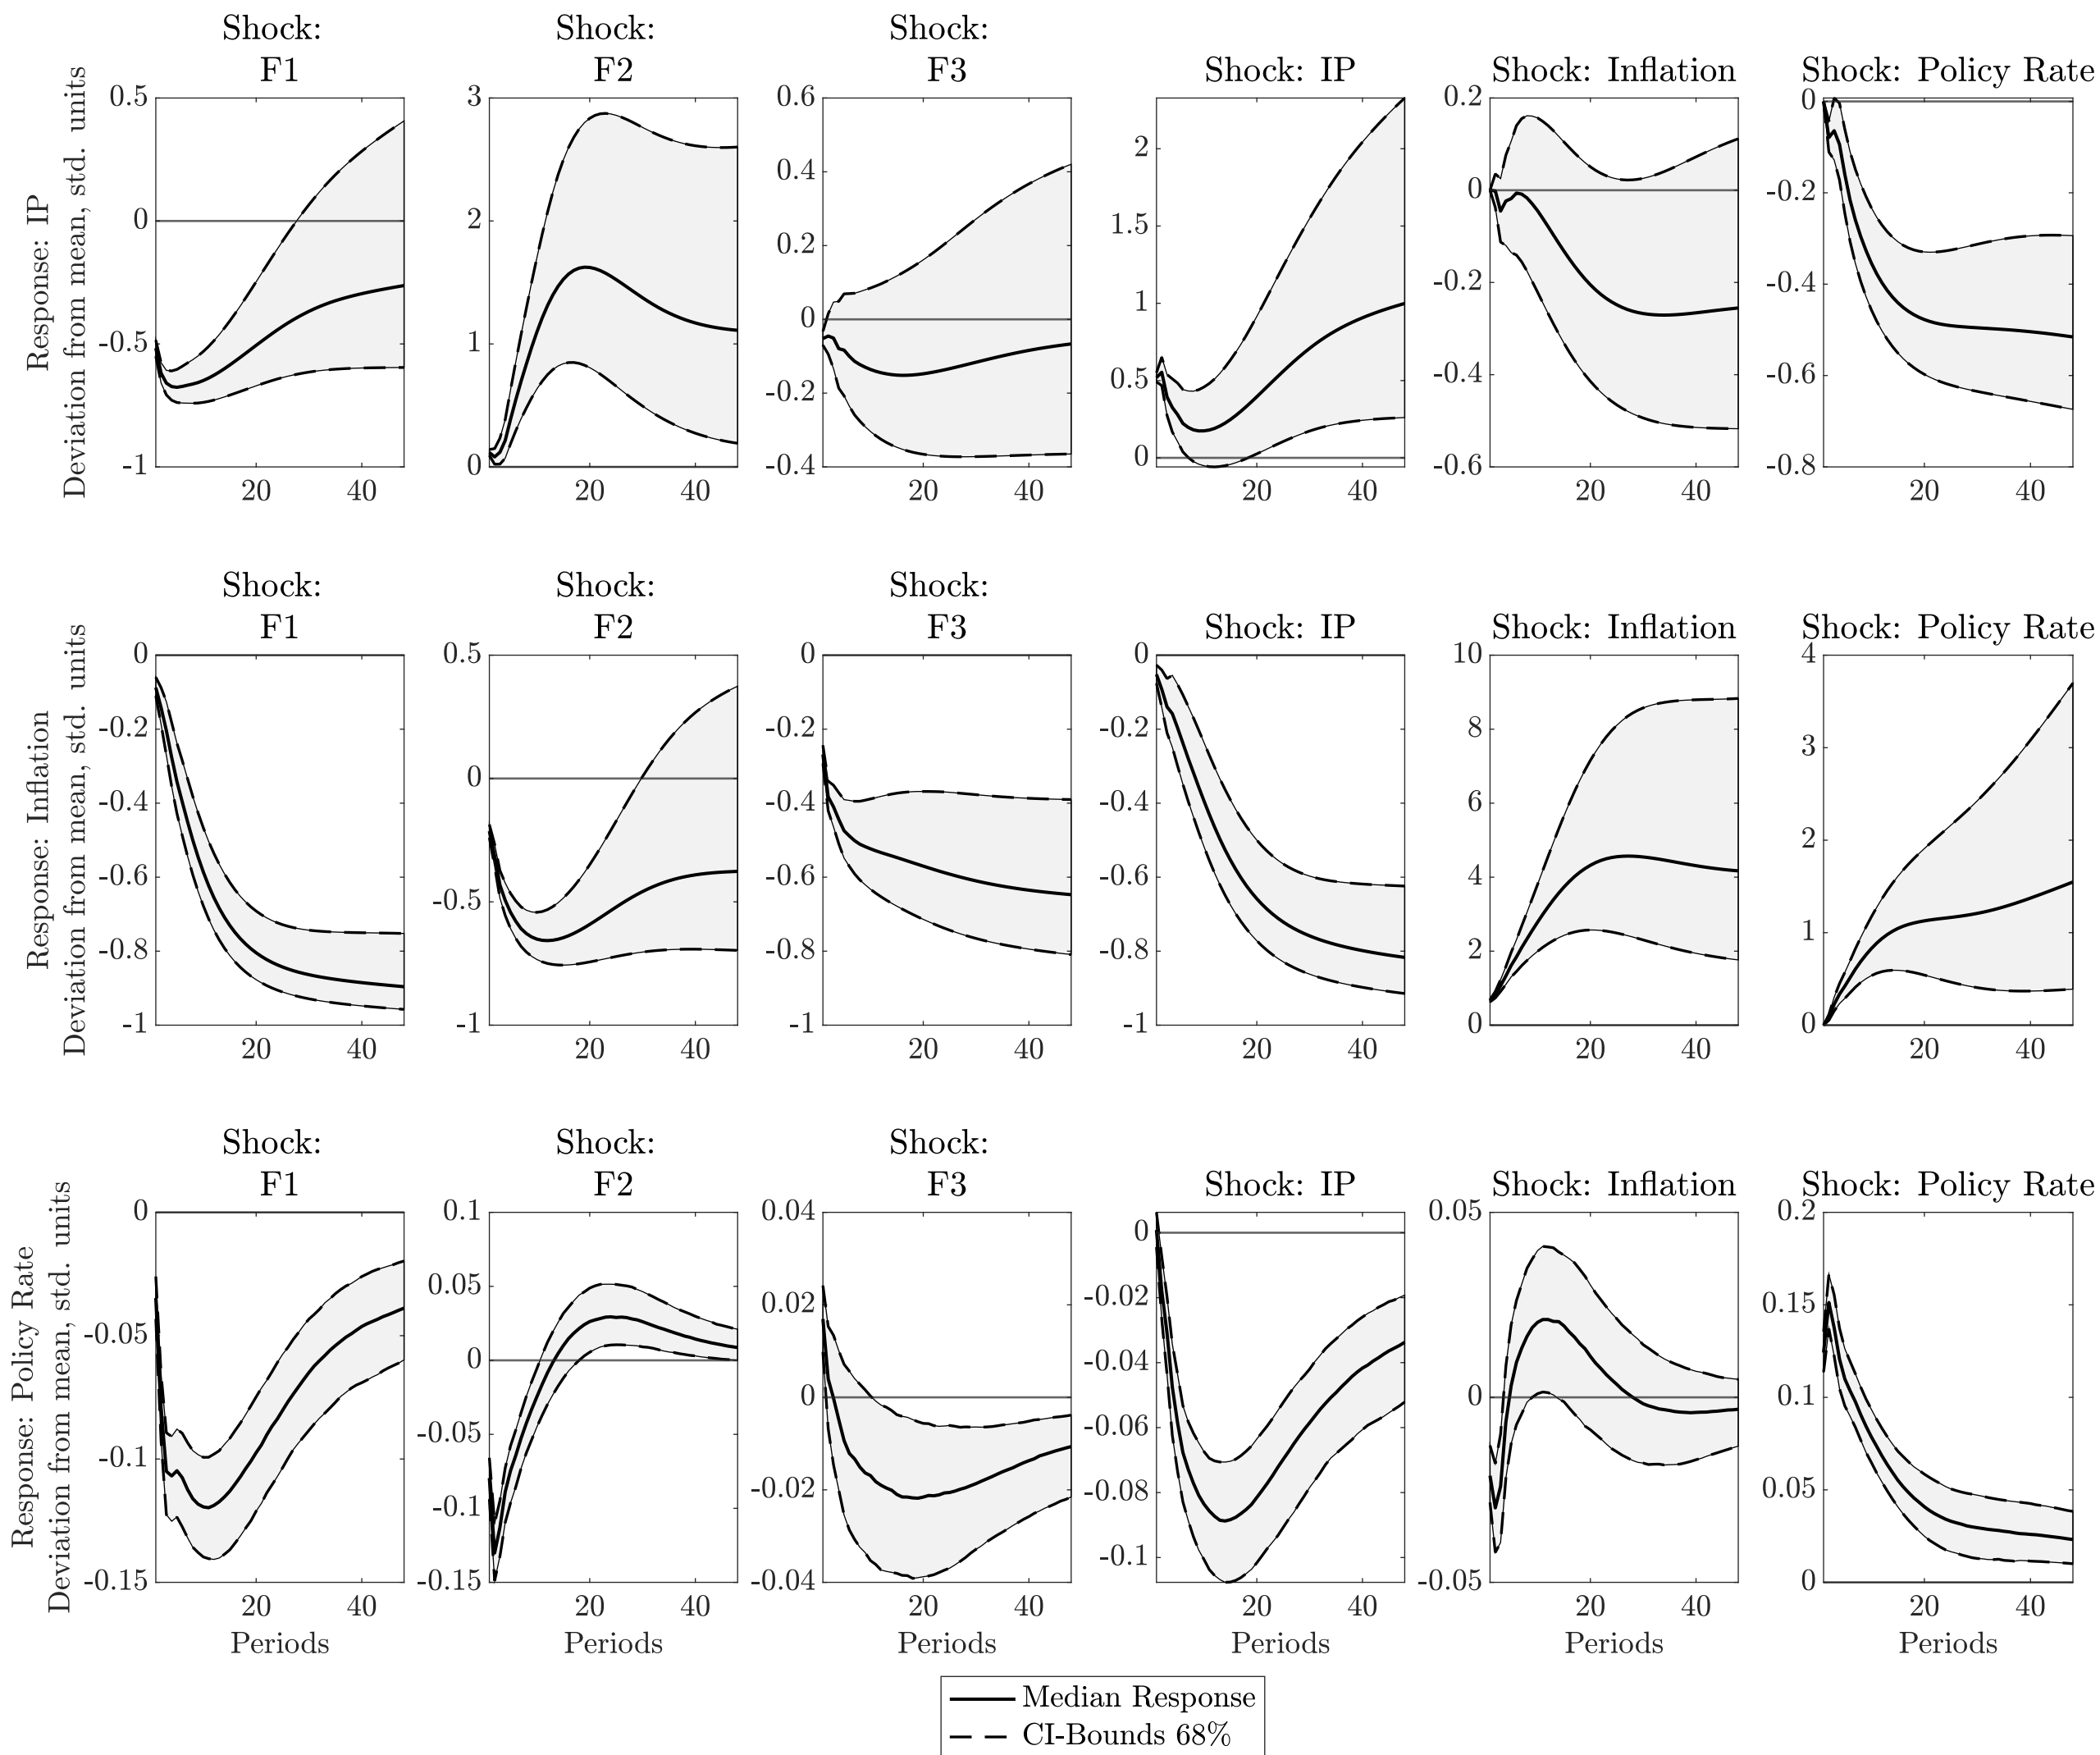 Shock:
F1
Shock:
F2
Shock:
F3
Shock: IP
Shock: Inflation
Shock: Policy Rate
Response: IP
Deviation from mean, std. units
0.5
0
-0.5
-1
20 40
3
2
1
0
20 40
0.6
0.4
0.2
0
-0.2
-0.4
20 40
2
1.5
1
0.5
0
20 40
0.2
0
-0.2
-0.4
-0.6
20 40
0
-0.2
-0.4
-0.6
-0.8
20 40
Shock:
F1
Shock:
F2
Shock:
F3
Shock: IP
Shock: Inflation
Shock: Policy Rate
Response: Inflation
Deviation from mean, std. units
0
-0.2
-0.4
-0.6
-0.8
-1
20 40
0.5
0
-0.5
-1
20 40
0
-0.2
-0.4
-0.6
-0.8
-1
20 40
0
-0.2
-0.4
-0.6
-0.8
-1
20 40
10
8
6
4
2
0
20 40
4
3
2
1
0
20 40
Shock:
F1
Shock:
F2
Shock:
F3
Shock: IP
Shock: Inflation
Shock: Policy Rate
Response: Policy Rate
Deviation from mean, std. units
0
-0.05
-0.1
-0.15
20 40
Periods
0.1
0.05
0
-0.05
-0.1
-0.15
20 40
Periods
0.04
0.02
0
-0.02
-0.04
20 40
Periods
0
-0.02
-0.04
-0.06
-0.08
-0.1
20 40
Periods
0.05
0
-0.05
20 40
Periods
0.2
0.15
0.1
0.05
0
20 40
Periods
Median Response
CI-Bounds 68%